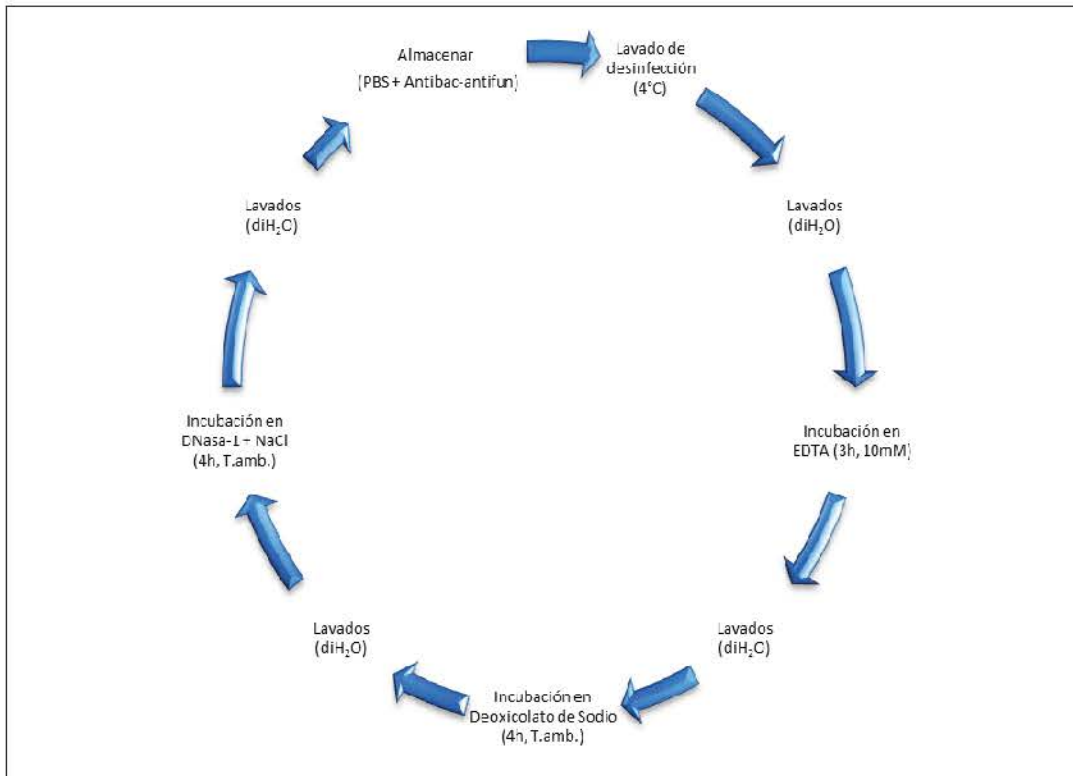 Almacenar
(PBS + Antibac-antifun)
Lavado de
desinfección
(4°C)
Lavados
(diH₂O)
Incubación en
EDTA (3h, 10mM)
Lavados
(diH₂O)
Incubación en
Deoxicolato de Sodio
(4h, T.amb.)
Lavados
(diH₂O)
Incubación en
DNasa-1 + NaCl
(4h, T.amb.)
Lavados
(diH₂O)